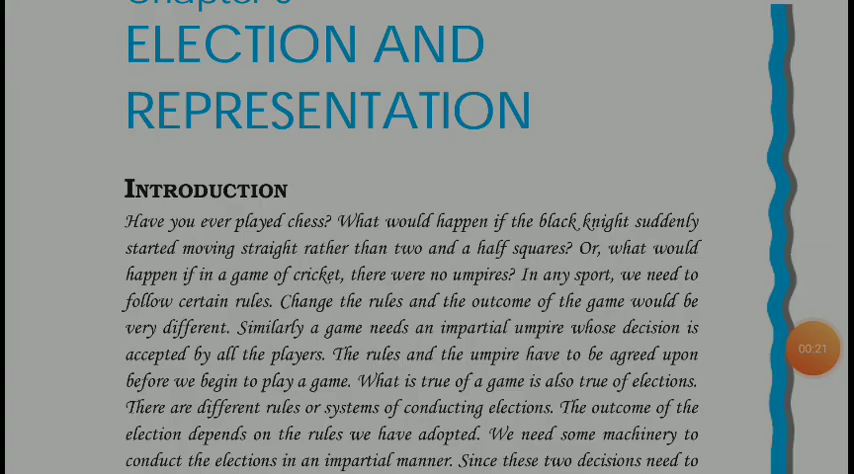 ELECTION AND
REPRESENTATION
INTRODUCTION
Have you ever played chess? What would happen if the black knight suddenly
started moving straight rather than two and a half squares? Or, what would
happen if in a game of cricket, there were no umpires? In any sport, we need to
follow certain rules. Change the rules and the outcome of the game would be
very different. Similarly a game needs an impartial umpire whose decision is
accepted by all the players. The rules and the umpire have to be agreed upon
before we begin to play a game. What is true of a game is also true of elections.
There are different rules or systems of conducting elections. The outcome of the
election depends on the rules we have adopted. We need some machinery to
conduct the elections in an impartial manner. Since these two decisions need to
00:21